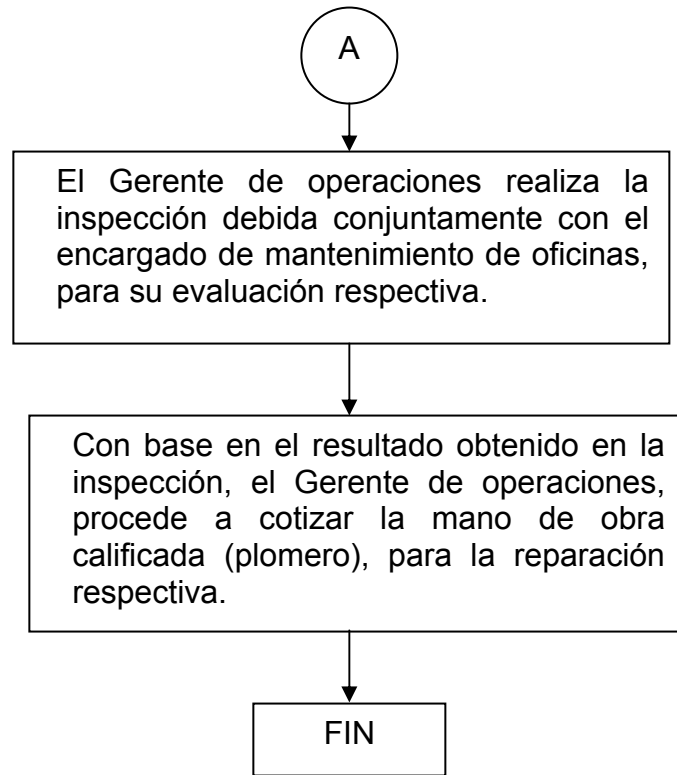 A
El Gerente de operaciones realiza la
inspección debida conjuntamente con el
encargado de mantenimiento de oficinas,
para su evaluación respectiva.
Con base en el resultado obtenido en la
inspección, el Gerente de operaciones,
procede a cotizar la mano de obra
calificada (plomero), para la reparación
respectiva.
FIN